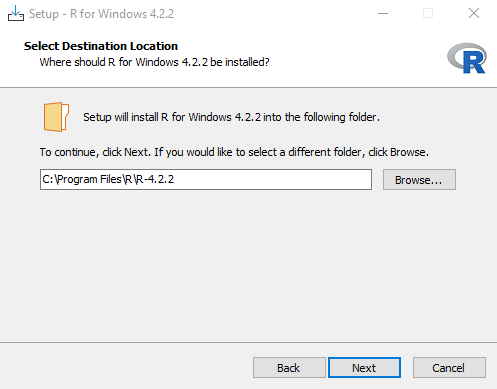 Setup - R for Windows 4.2.2
Select Destination Location
Where should R for Windows 4.2.2 be installed?
R
Setup will install R for Windows 4.2.2 into the following folder.
To continue, click Next. If you would like to select a different folder, click Browse.
C:\Program Files\R\R-4.2.2
Browse...
Back
Next
Cancel